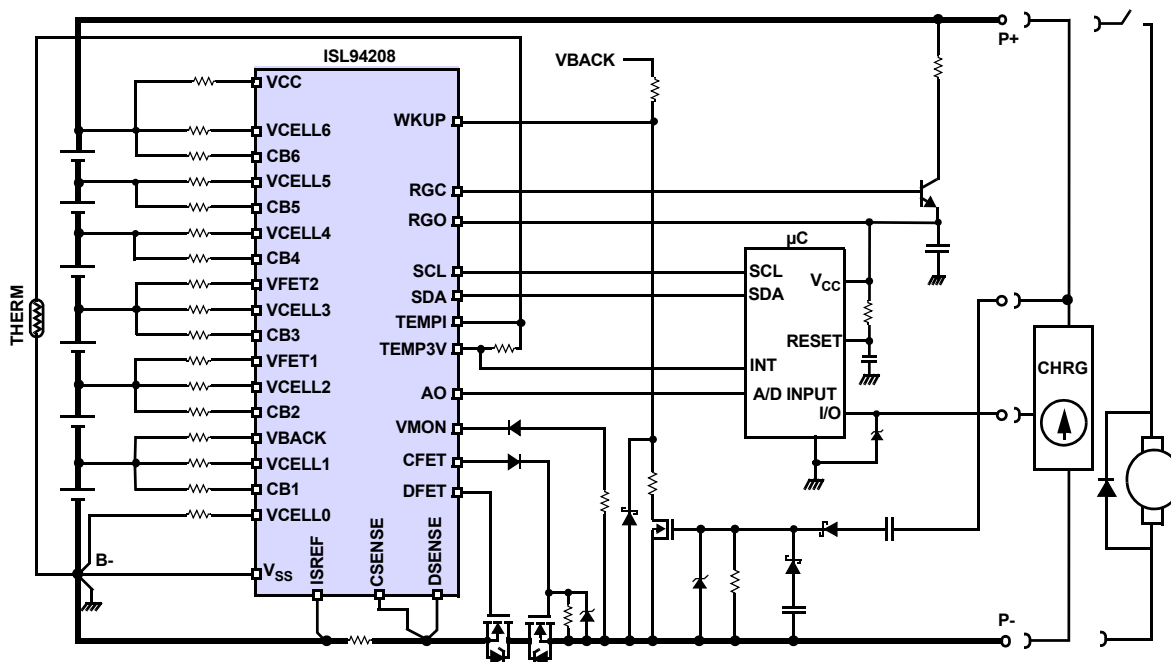 ISL94208
P+
VBACK
VCC
WKUP
VCELL6
CB6
VCELL5
CB5
RGC
RGO
VCELL4
CB4
µC
SCL
SCL
VCC
SDA
SDA
VFET2
VCELL3
CB3
THERM
TEMPI
TEMP3V
RESET
INT
VFET1
VCELL2
CB2
AO
A/D INPUT
I/O
CHRG
VMON
VBACK
VCELL1
CB1
CFET
DFET
VCELL0
B-
VSS
ISREF
CSENSE
DSENSE
P-